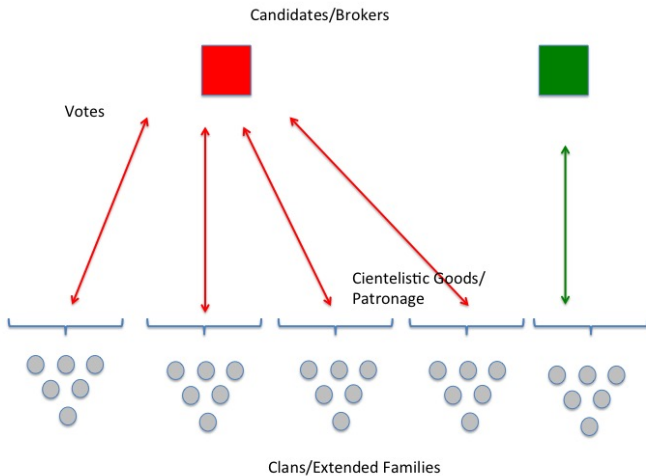 Candidates/Brokers
Votes
Cientelistic Goods/
Patronage
Clans/Extended Families